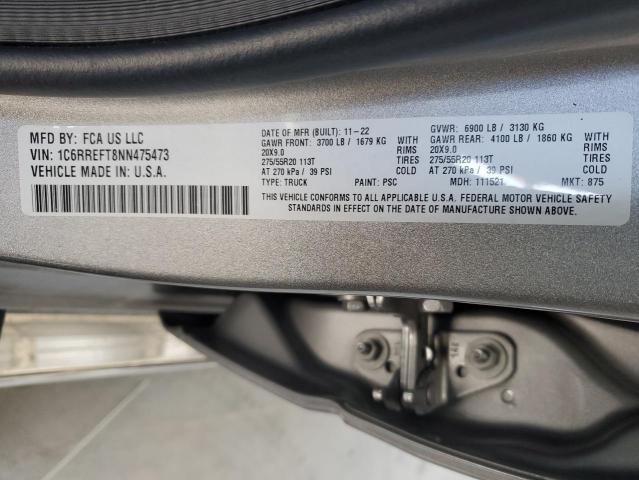 MFD BY: FCA US LLC
VIN: 1C6RREFT8NN475473
VEHICLE MADE IN: U.S.A.
DATE OF MFR (BUILT): 11-22
GAWR FRONT: 3700 LB / 1679 KG WITH
20X9.0 RIMS
275/55R20 113T TIRES
AT 270 kPa / 39 PSI COLD
TYPE: TRUCK PAINT: PSC
GVWR: 6900 LB / 3130 KG
GAWR REAR: 4100 LB / 1860 KG WITH
20X9.0 RIMS
275/55R20 113T TIRES
AT 270 kPa / 39 PSI COLD
MDH: 111521 MKT: 875
THIS VEHICLE CONFORMS TO ALL APPLICABLE U.S.A. FEDERAL MOTOR VEHICLE SAFETY
STANDARDS IN EFFECT ON THE DATE OF MANUFACTURE SHOWN ABOVE.